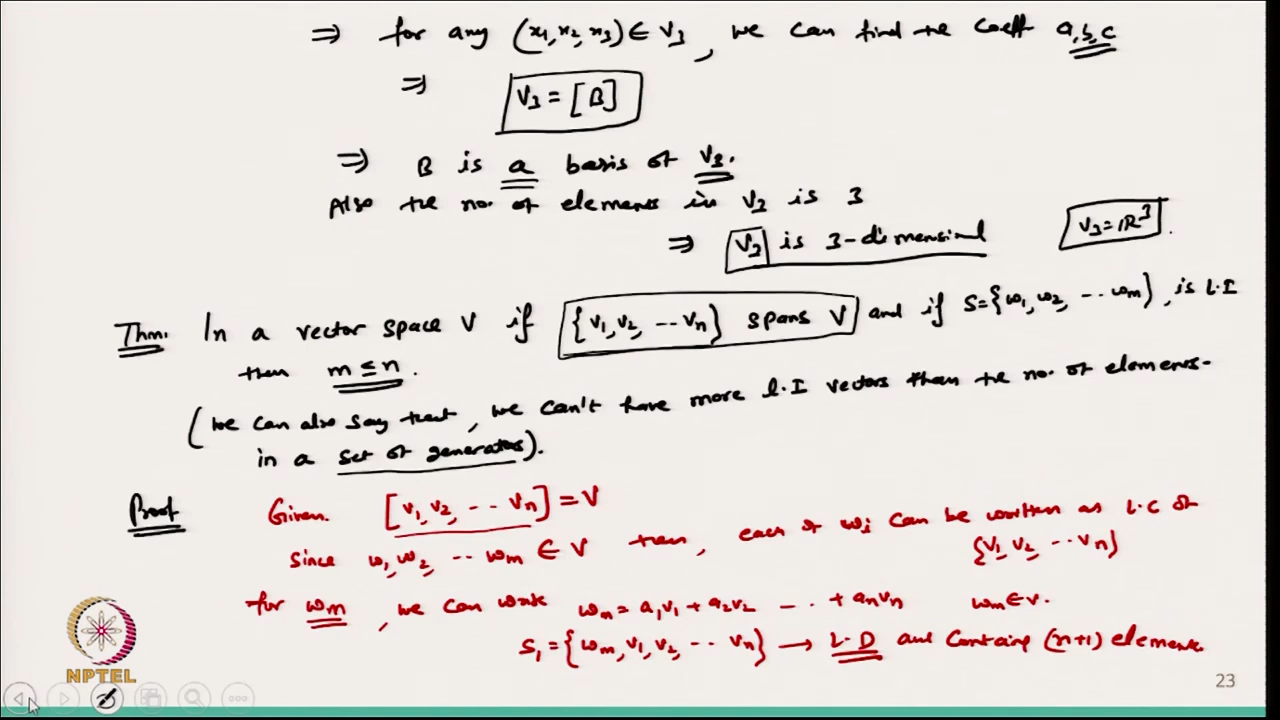 ⇒ for any (x1, x2, x3) ∈ V3, we can find the coeff a, b, c
⇒ V3 = [B]
⇒ B is a basis of V3.
Also the no. of elements in V3 is 3
⇒ V3 is 3-dimensional V3 = IR^3.
Thm. In a vector space V if {v1, v2, -- vn} spans V and if S = {w1, w2, -- wm}, is L.I
then m ≤ n.
(we can also say that, we can't have more L.I vectors than the no. of elements.
in a set of generators).
Proof Given [v1, v2, -- vn] = V
Since w1, w2, -- wm ∈ V then, each of wi can be written as L.C of
{v1, v2, -- vn}
for wm, we can write wm = a1v1 + a2v2 -- .. + anvn wm ∈ V.
S1 = {wm, v1, v2, -- vn} → L.D and contains (n+1) elements.
NPTEL
23